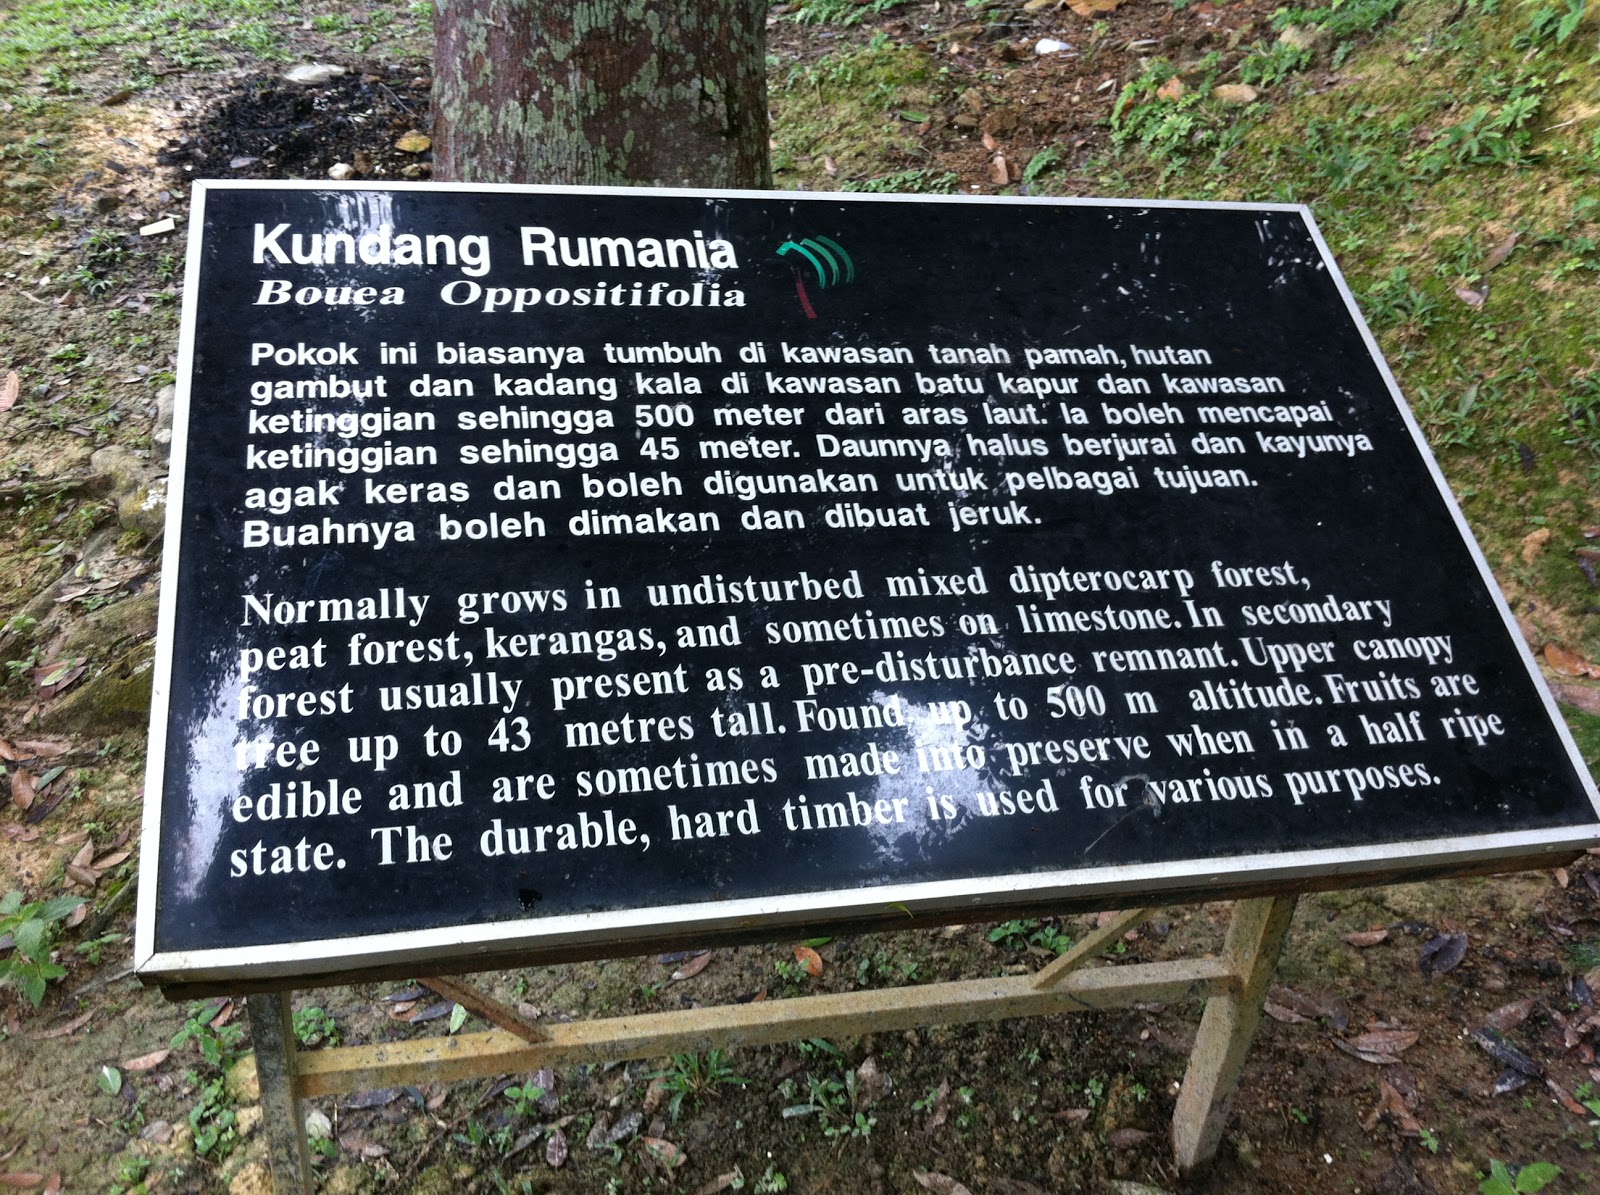 Kundang Rumania
Bouea Oppositifolia
Pokok ini biasanya tumbuh di kawasan tanah pamah, hutan
gambut dan kadang kala di kawasan batu kapur dan kawasan
ketinggian sehingga 500 meter dari aras laut. Ia boleh mencapai
ketinggian sehingga 45 meter. Daunnya halus berjurai dan kayunya
agak keras dan boleh digunakan untuk pelbagai tujuan.
Buahnya boleh dimakan dan dibuat jeruk.
Normally grows in undisturbed mixed dipterocarp forest,
peat forest, kerangas, and sometimes on limestone. In secondary
forest usually present as a pre-disturbance remnant. Upper canopy
tree up to 43 metres tall. Found up to 500 m altitude. Fruits are
edible and are sometimes made into preserve when in a half ripe
state. The durable, hard timber is used for various purposes.